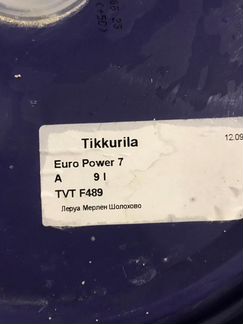 Tikkurila
12.09
Euro Power 7
A 9 l
TVT F489
Леруа Мерлен Шолохово